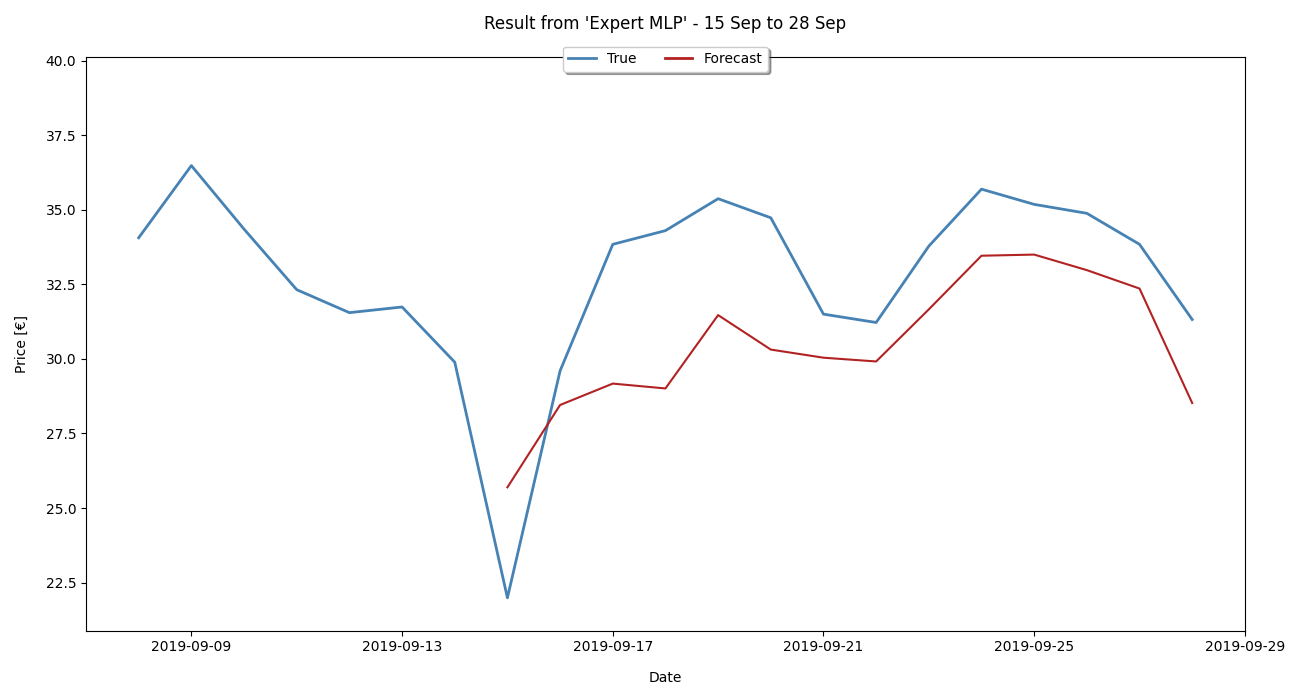 Result from 'Expert MLP' - 15 Sep to 28 Sep
True Forecast
40.0
37.5
35.0
32.5
30.0
27.5
25.0
22.5
Price [€]
2019-09-09 2019-09-13 2019-09-17 2019-09-21 2019-09-25 2019-09-29
Date